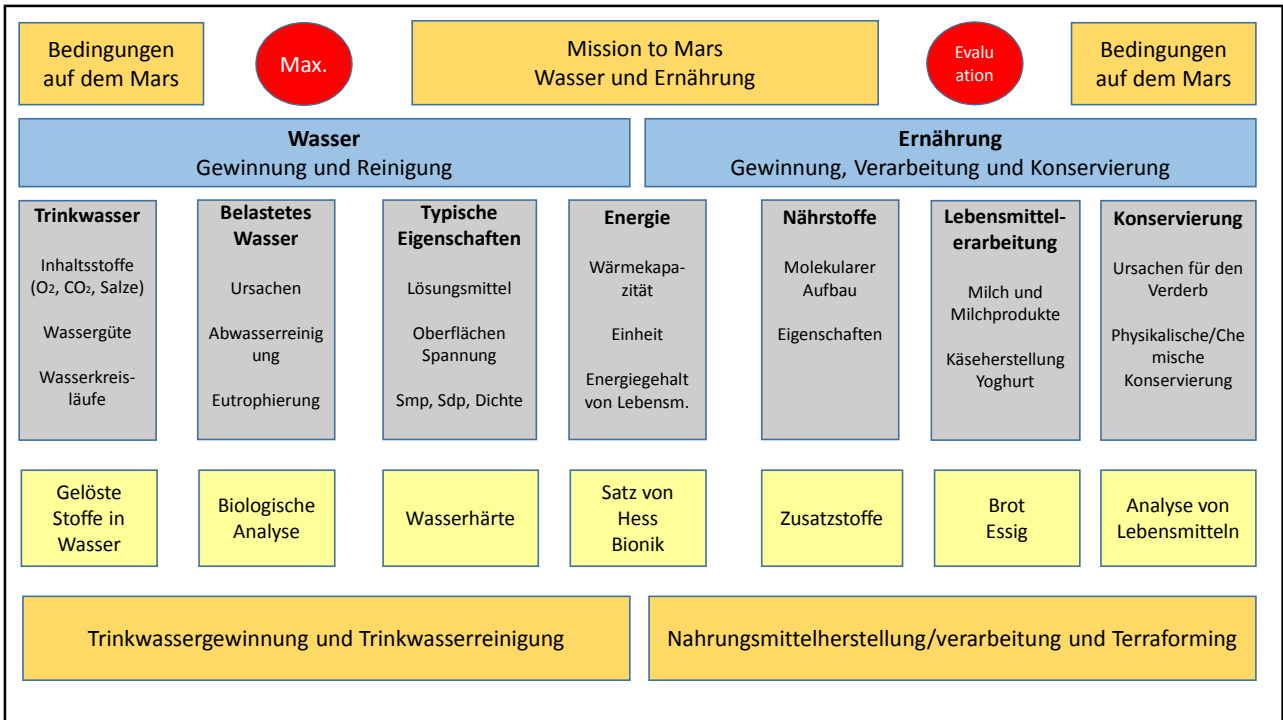 Bedingungen
auf dem Mars
Max.
Mission to Mars
Wasser und Ernährung
Evalu
ation
Bedingungen
auf dem Mars
Wasser
Gewinnung und Reinigung
Ernährung
Gewinnung, Verarbeitung und Konservierung
Trinkwasser
Inhaltsstoffe
(O2, CO2, Salze)
Wassergüte
Wasserkreis-
läufe
Belastetes
Wasser
Ursachen
Abwasserreinig
ung
Eutrophierung
Typische
Eigenschaften
Lösungsmittel
Oberflächen
Spannung
Smp, Sdp, Dichte
Energie
Wärmekapa-
zität
Einheit
Energiegehalt
von Lebensm.
Nährstoffe
Molekularer
Aufbau
Eigenschaften
Lebensmittel-
erarbeitung
Milch und
Milchprodukte
Käseherstellung
Yoghurt
Konservierung
Ursachen für den
Verderb
Physikalische/Che
mische
Konservierung
Gelöste
Stoffe in
Wasser
Biologische
Analyse
Wasserhärte
Satz von
Hess
Bionik
Zusatzstoffe
Brot
Essig
Analyse von
Lebensmitteln
Trinkwassergewinnung und Trinkwasserreinigung
Nahrungsmittelherstellung/verarbeitung und Terraforming